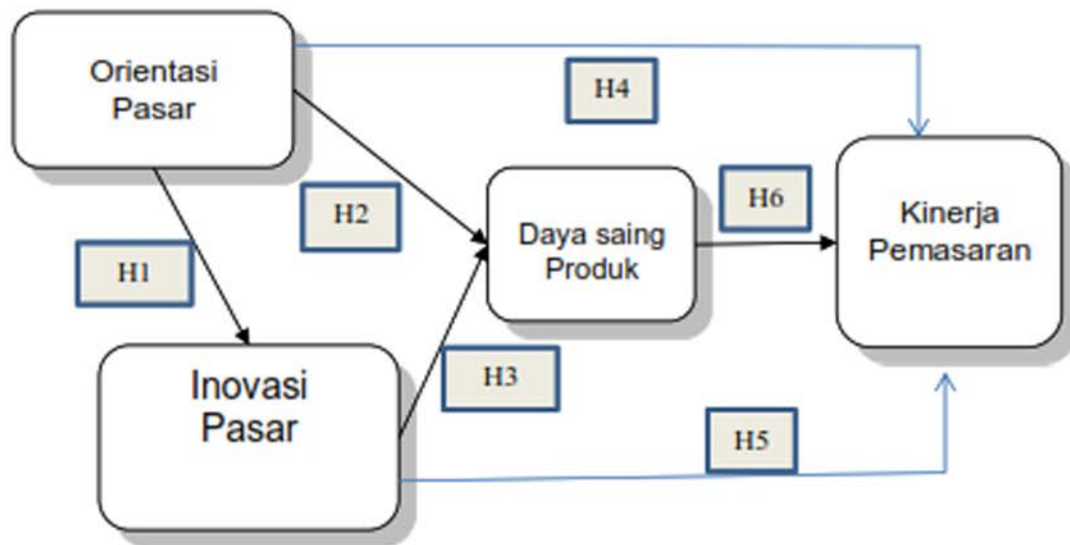 Orientasi
Pasar
H4
H2
H6
Kinerja
Pemasaran
Daya saing
Produk
H1
H3
Inovasi
Pasar
H5